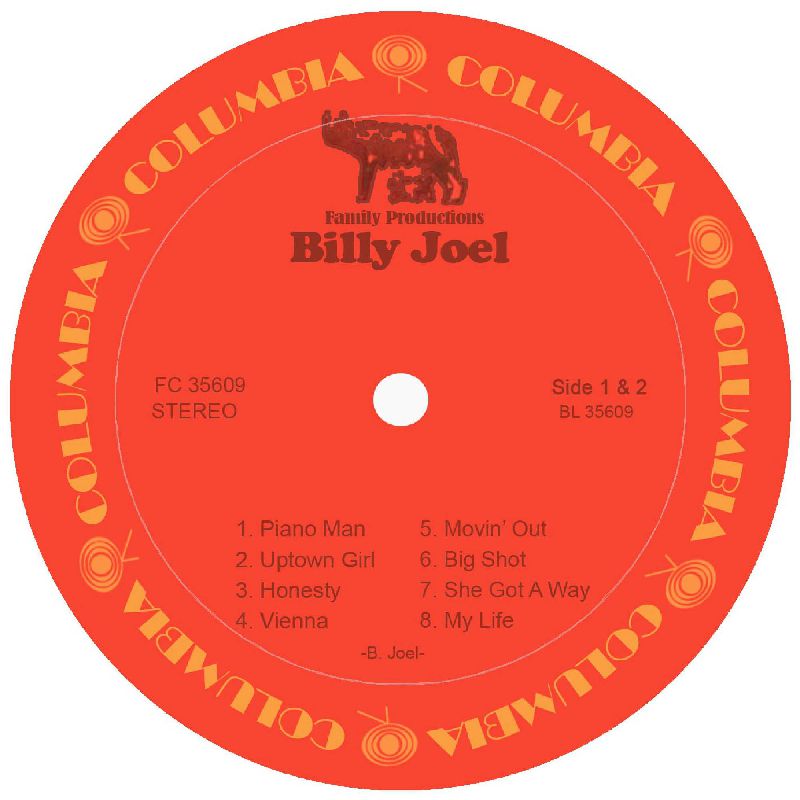 COLUMBIA
COLUMBIA
COLUMBIA
COLUMBIA
COLUMBIA
COLUMBIA
COLUMBIA
COLUMBIA
Family Productions
Billy Joel
FC 35609
STEREO
Side 1 & 2
BL 35609
1. Piano Man
2. Uptown Girl
3. Honesty
4. Vienna
5. Movin' Out
6. Big Shot
7. She Got A Way
8. My Life
-B. Joel-